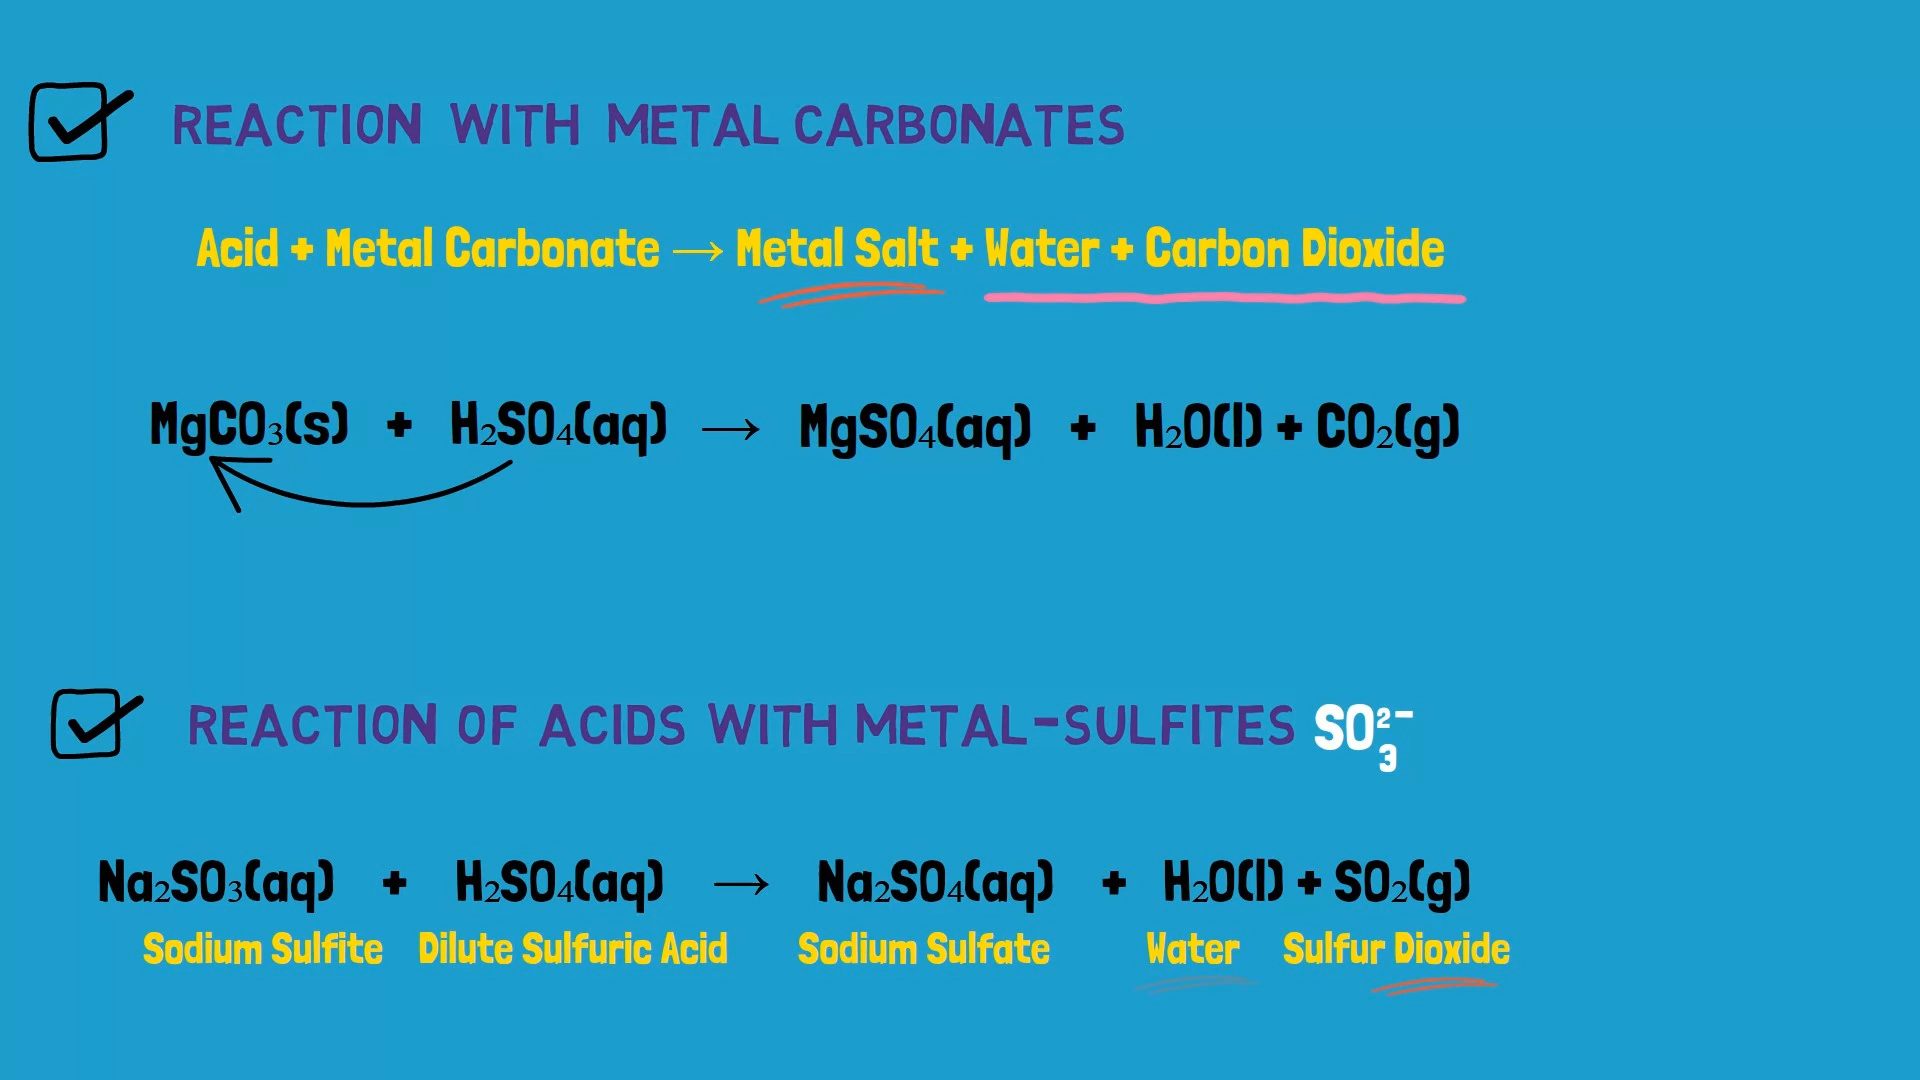 REACTION WITH METAL CARBONATES
Acid + Metal Carbonate → Metal Salt + Water + Carbon Dioxide
MgCO₃(s) + H₂SO₄(aq) → MgSO₄(aq) + H₂O(l) + CO₂(g)
REACTION OF ACIDS WITH METAL-SULFITES SO₃²⁻
Na₂SO₃(aq) + H₂SO₄(aq) → Na₂SO₄(aq) + H₂O(l) + SO₂(g)
Sodium Sulfite Dilute Sulfuric Acid Sodium Sulfate Water Sulfur Dioxide